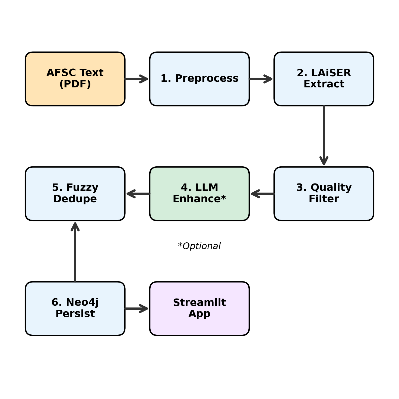 AFSC Text
(PDF)
1. Preprocess
2. LAiSER
Extract
3. Quality
Filter
4. LLM
Enhance*
5. Fuzzy
Dedupe
*Optional
6. Neo4j
Persist
Streamlit
App